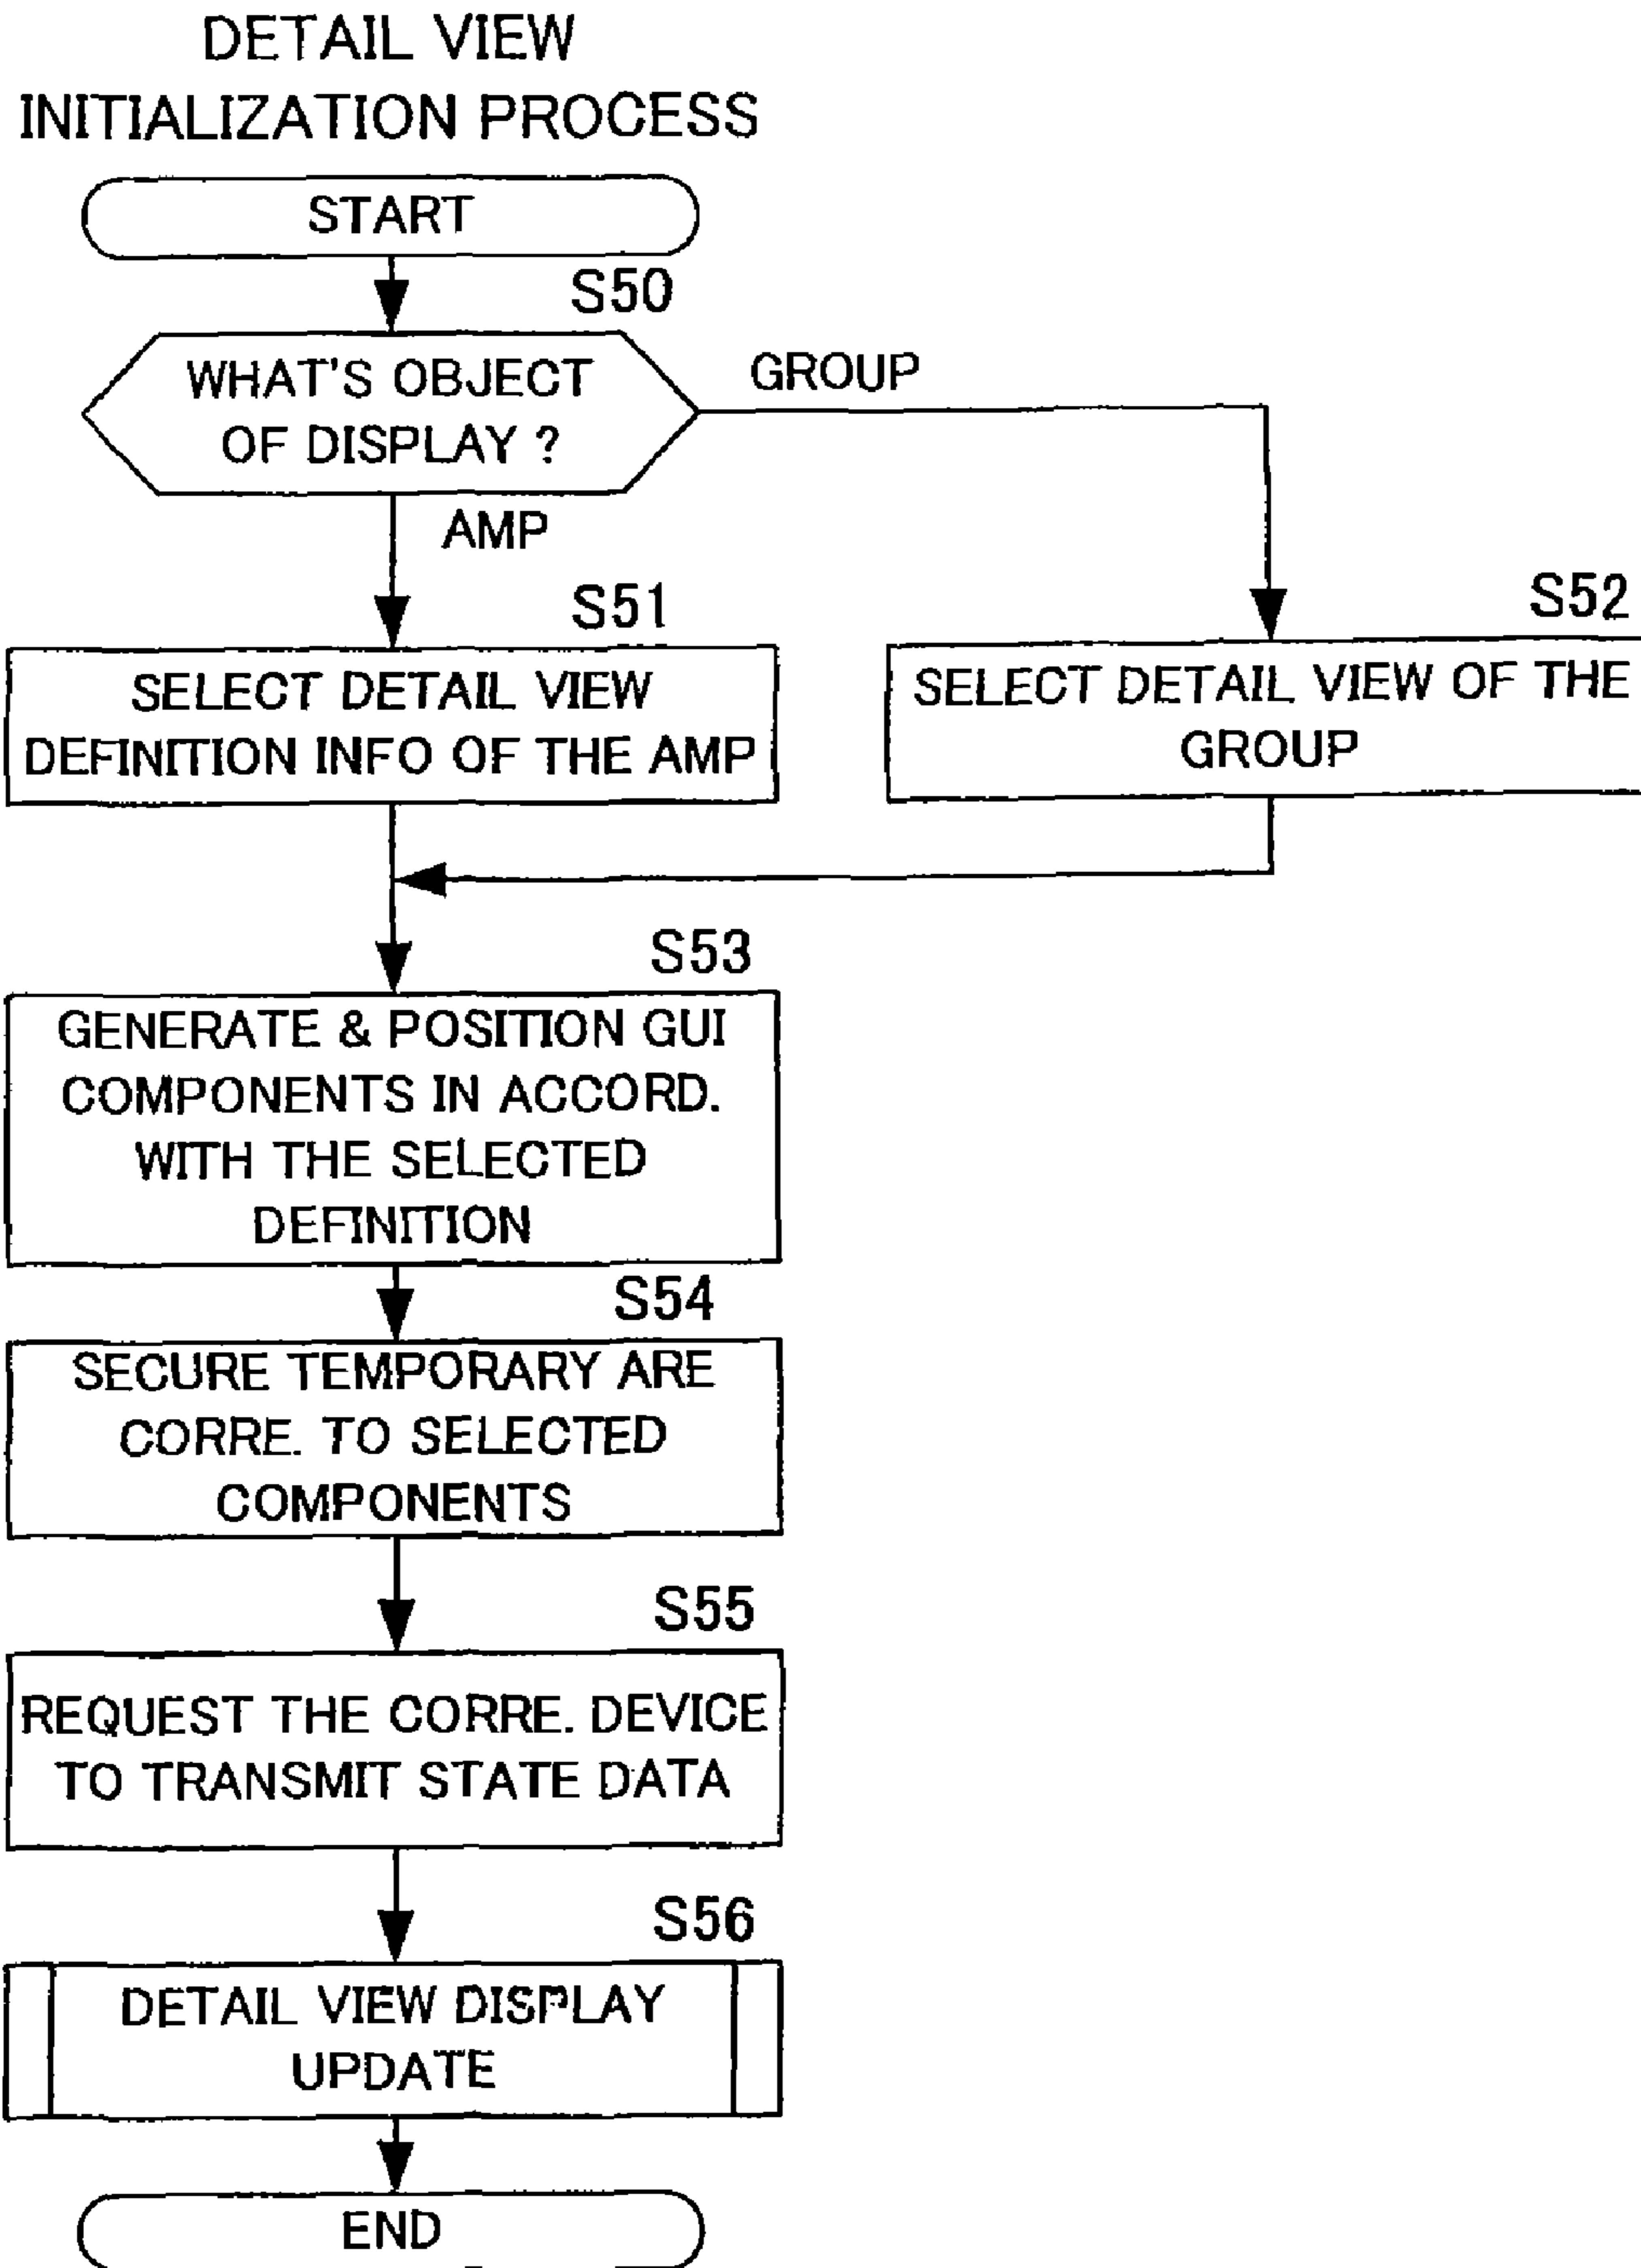 DETAIL VIEW
INITIALIZATION PROCESS
START
S50
WHAT'S OBJECT
OF DISPLAY ?
GROUP
AMP
S51
SELECT DETAIL VIEW
DEFINITION INFO OF THE AMP
S52
SELECT DETAIL VIEW OF THE
GROUP
S53
GENERATE & POSITION GUI
COMPONENTS IN ACCORD.
WITH THE SELECTED
DEFINITION
S54
SECURE TEMPORARY ARE
CORRE. TO SELECTED
COMPONENTS
S55
REQUEST THE CORRE. DEVICE
TO TRANSMIT STATE DATA
S56
DETAIL VIEW DISPLAY
UPDATE
END